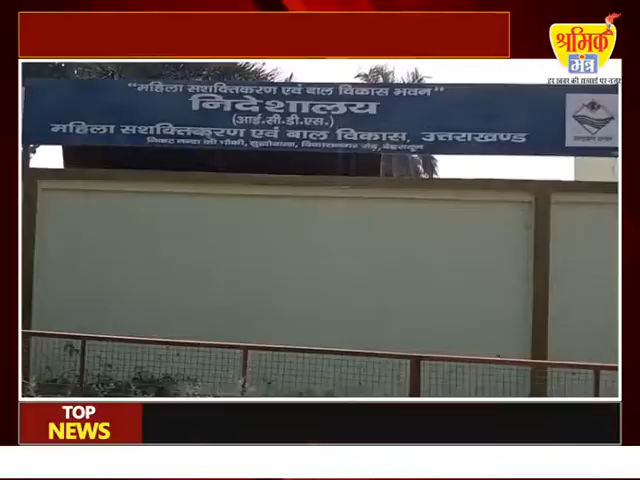 श्रमिक
मंत्र
"महिला सशक्तिकरण एवं बाल विकास भवन"
निदेशालय
(आई.सी.डी.एस.)
महिला सशक्तिकरण एवं बाल विकास, उत्तराखण्ड
TOP
NEWS